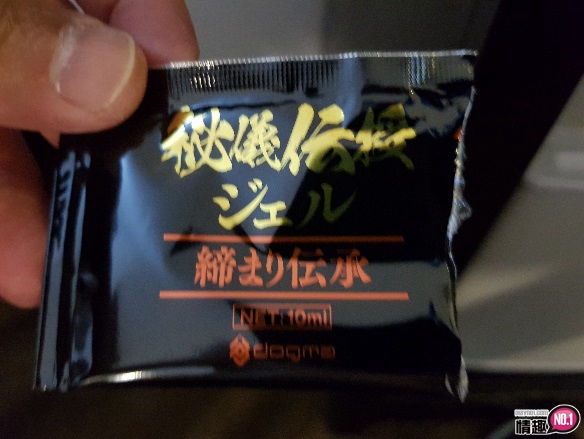 秘儀伝授
ジェル
締まり伝承
NET:10ml
dogma
情趣 NO.1